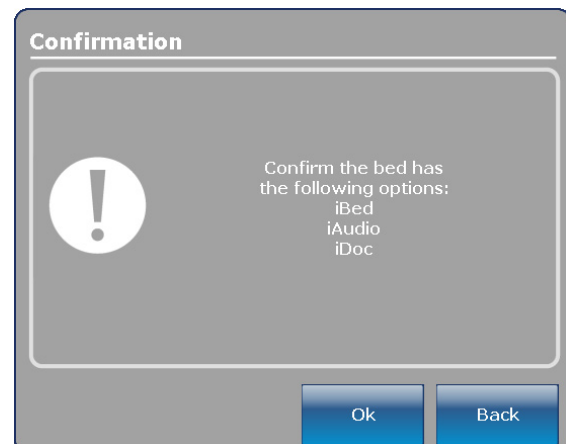 Confirmation
Confirm the bed has
the following options:
iBed
iAudio
iDoc
Ok
Back